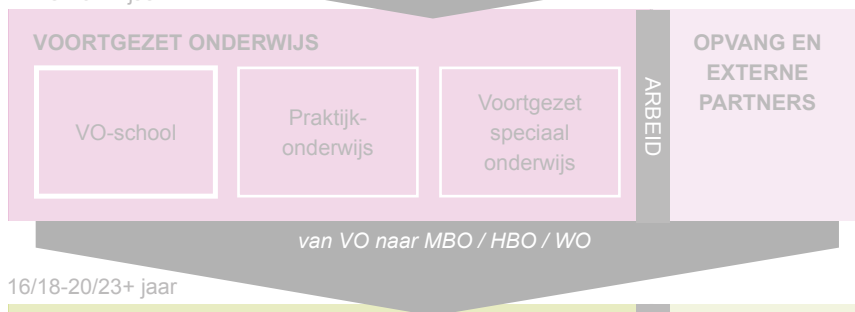 VOORTGEZET ONDERWIJS
VO-school
Praktijk-
onderwijs
Voortgezet
speciaal
onderwijs
ARBEID
OPVANG EN
EXTERNE
PARTNERS
van VO naar MBO / HBO / WO
16/18-20/23+ jaar